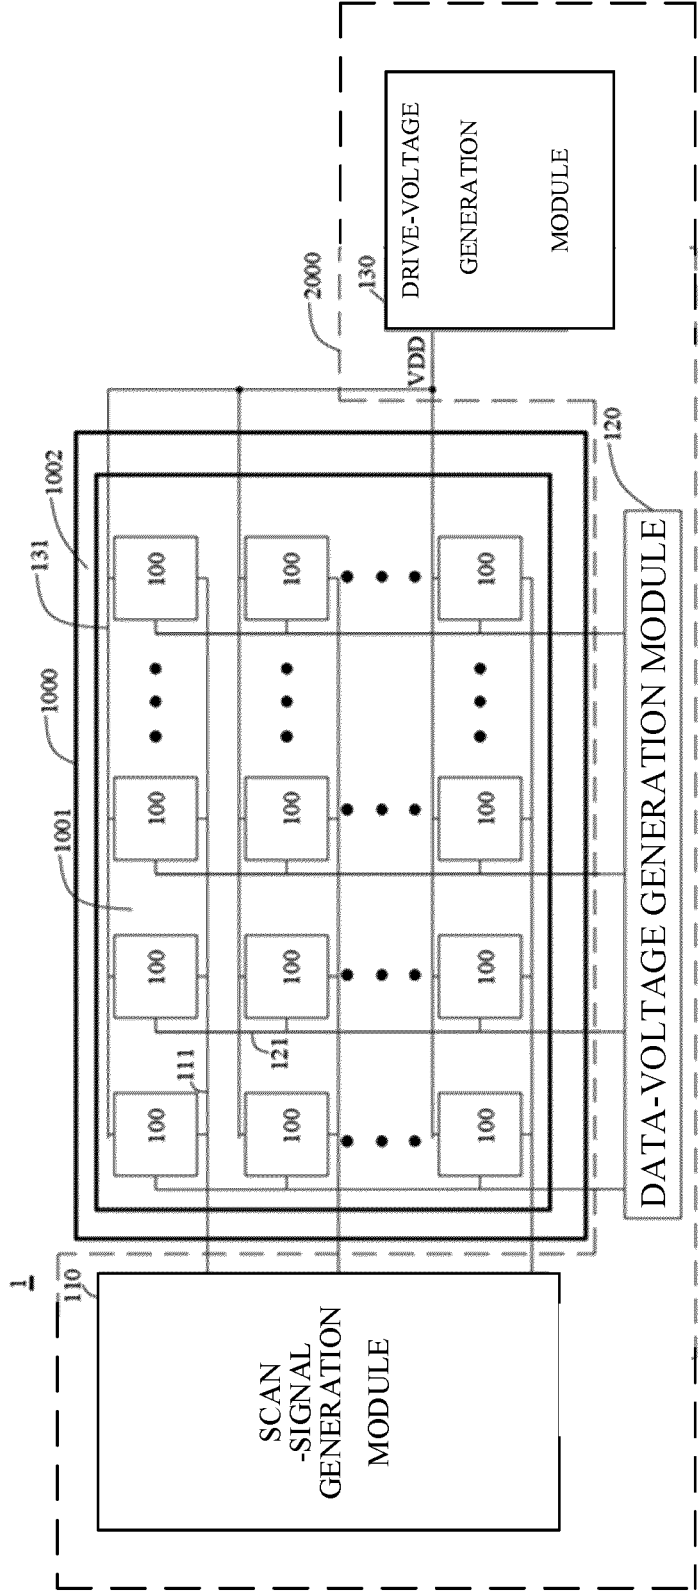 1
110
SCAN
-SIGNAL
GENERATION
MODULE
1000
1001
131
1002
2000
130
DRIVE-VOLTAGE
GENERATION
MODULE
VDD
100
100
100
100
111
100
100
100
100
121
100
100
100
100
120
DATA-VOLTAGE GENERATION MODULE